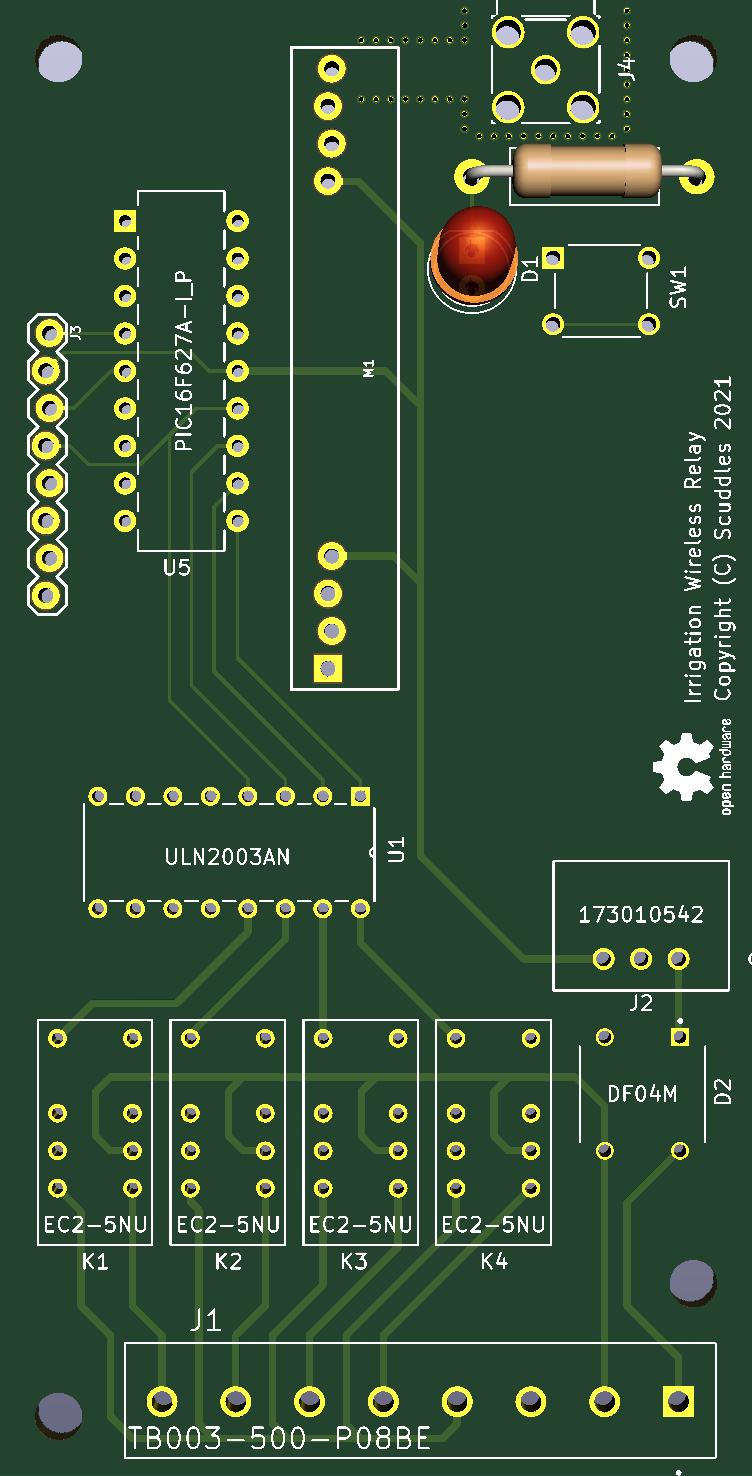 J4
D1
SW1
J3
PIC16F627A-I_P
M1
U5
Irrigation Wireless Relay
Copyright (C) Scuddles 2021
open hardware
ULN2003AN
U1
173010542
J2
DF04M
D2
EC2-5NU
EC2-5NU
EC2-5NU
EC2-5NU
K1
K2
K3
K4
J1
TB003-500-P08BE